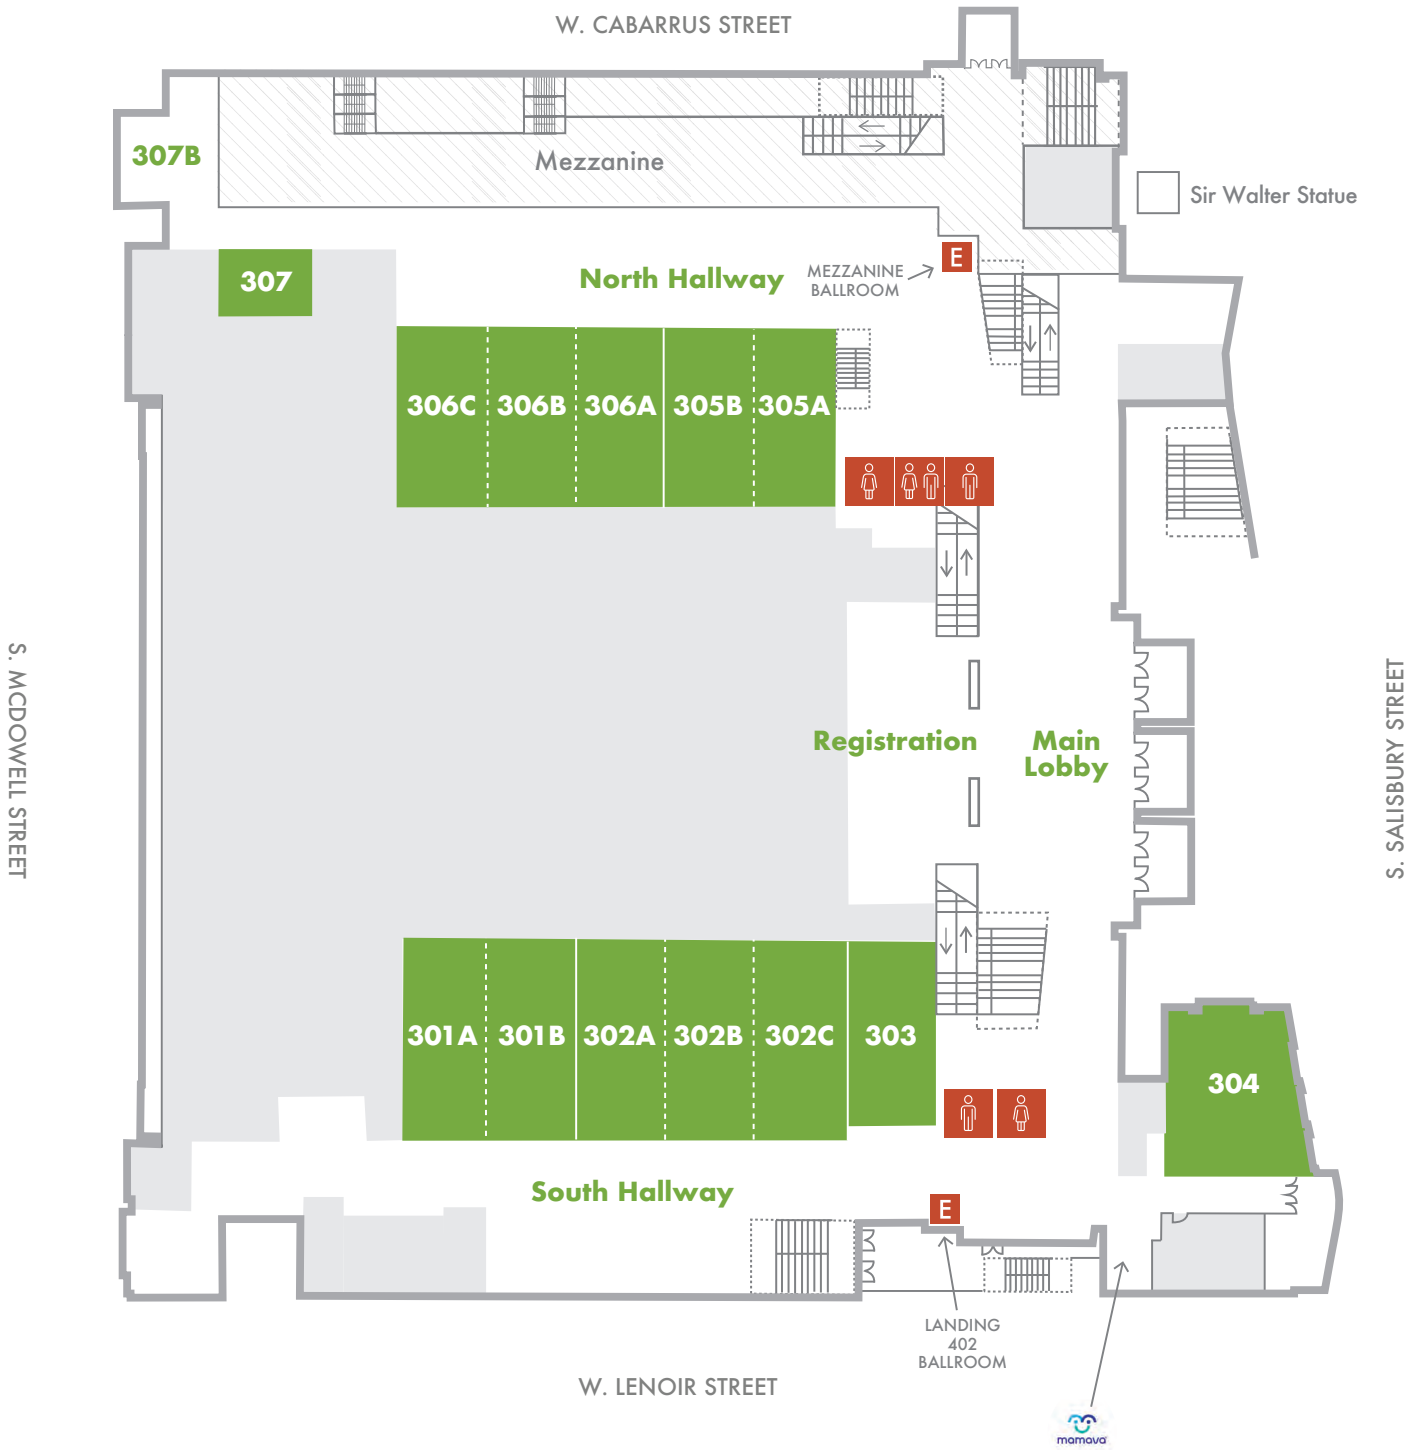 W. CABARRUS STREET
307B
Mezzanine
Sir Walter Statue
307
North Hallway
MEZZANINE
BALLROOM
E
306C 306B 306A 305B 305A
S. MCDOWELL STREET
Registration
Main
Lobby
S. SALISBURY STREET
301A 301B 302A 302B 302C 303
304
South Hallway
E
LANDING
402
BALLROOM
W. LENOIR STREET
mamava